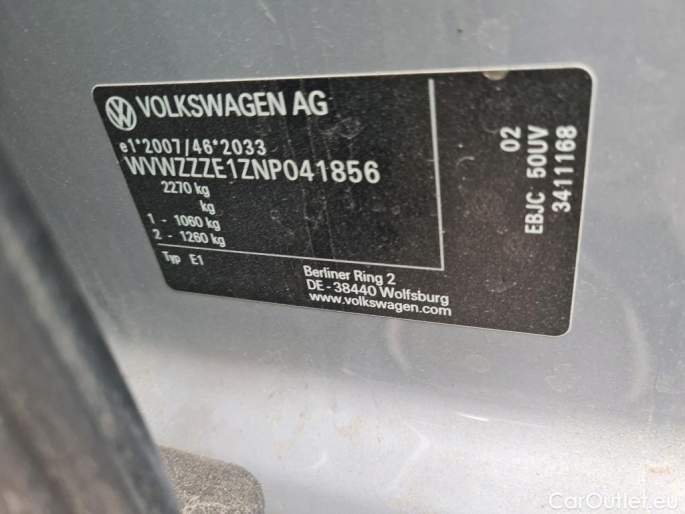 VOLKSWAGEN AG
e1*2007/46*2033
WVWZZZE1ZNP041856
2270 kg
kg
1 - 1060 kg
2 - 1260 kg
Typ E1
Berliner Ring 2
DE - 38440 Wolfsburg
www.volkswagen.com
02
EBJC 50UV
3411168
CarOutlet.eu